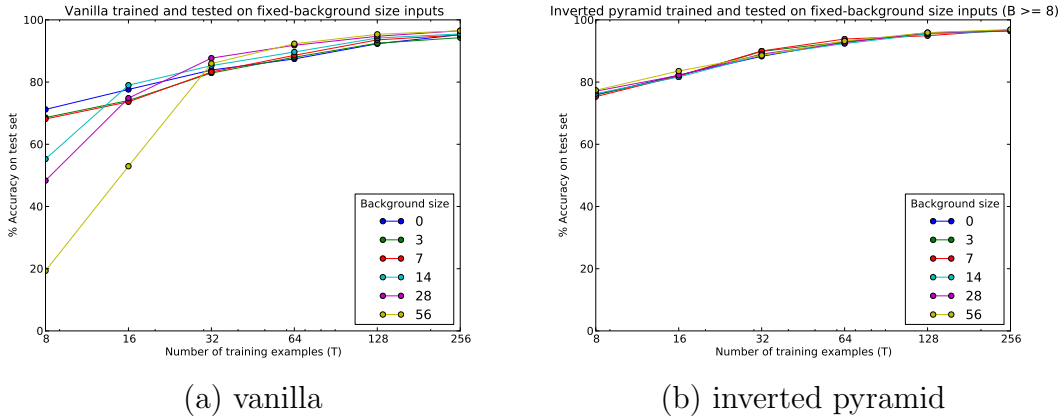 Vanilla trained and tested on fixed-background size inputs
100
80
60
40
20
0
% Accuracy on test set
8 16 32 64 128 256
Number of training examples (T)
Background size
0
3
7
14
28
56
(a) vanilla
Inverted pyramid trained and tested on fixed-background size inputs (B >= 8)
100
80
60
40
20
0
% Accuracy on test set
8 16 32 64 128 256
Number of training examples (T)
Background size
0
3
7
14
28
56
(b) inverted pyramid